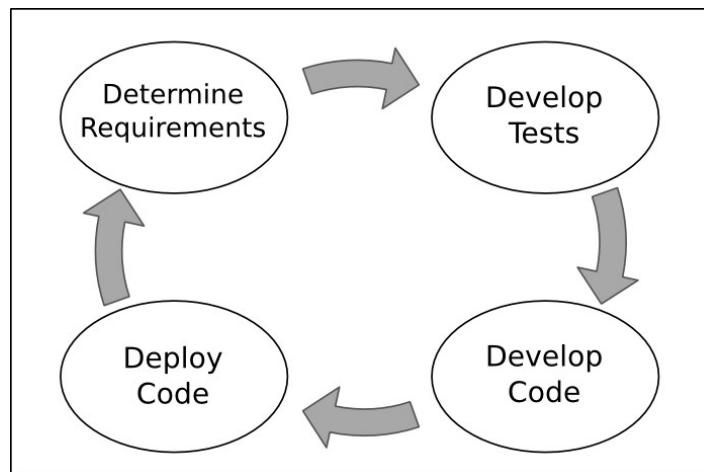 Determine
Requirements
Develop
Tests
Develop
Code
Deploy
Code